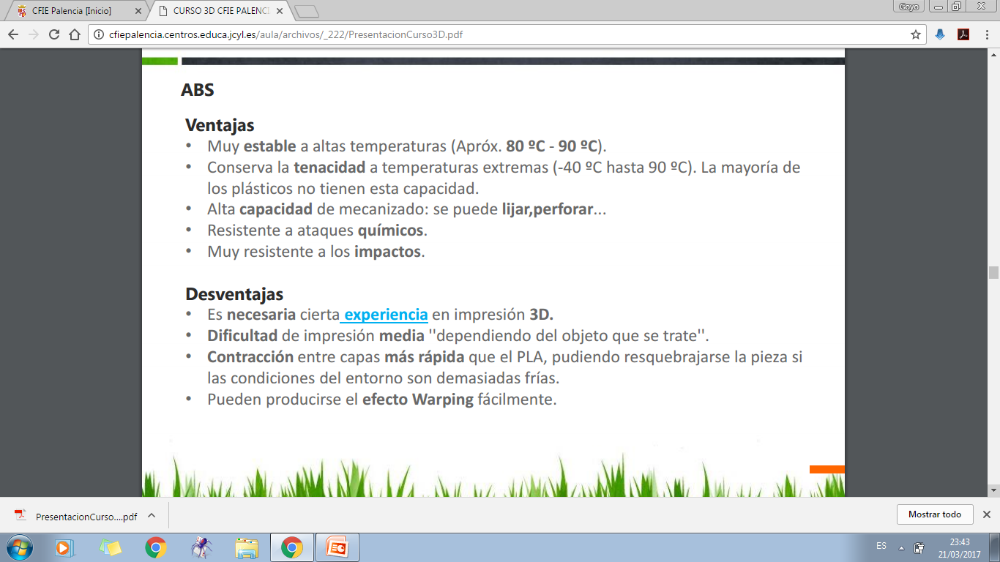 CFIE Palencia [Inicio]
CURSO 3D CFIE PALENCI
Goyo
cfiepalencia.centros.educa.jcyl.es/aula/archivos/_222/PresentacionCurso3D.pdf
ABS
Ventajas
• Muy estable a altas temperaturas (Apróx. 80 ºC - 90 ºC).
• Conserva la tenacidad a temperaturas extremas (-40 ºC hasta 90 ºC). La mayoría de
los plásticos no tienen esta capacidad.
• Alta capacidad de mecanizado: se puede lijar,perforar...
• Resistente a ataques químicos.
• Muy resistente a los impactos.
Desventajas
• Es necesaria cierta experiencia en impresión 3D.
• Dificultad de impresión media ''dependiendo del objeto que se trate''.
• Contracción entre capas más rápida que el PLA, pudiendo resquebrajarse la pieza si
las condiciones del entorno son demasiadas frías.
• Pueden producirse el efecto Warping fácilmente.
PresentacionCurso....pdf
Mostrar todo
ES
23:43
21/03/2017